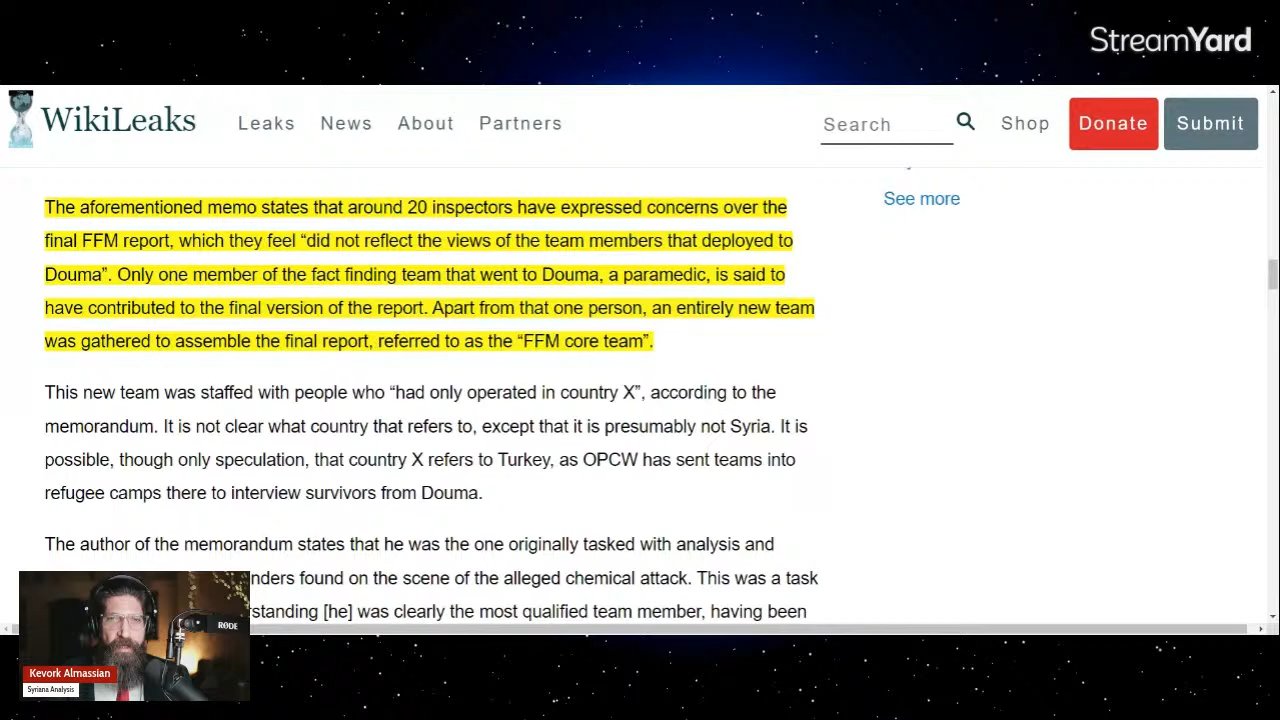 StreamYard
WikiLeaks Leaks News About Partners Search Shop Donate Submit
See more
The aforementioned memo states that around 20 inspectors have expressed concerns over the
final FFM report, which they feel “did not reflect the views of the team members that deployed to
Douma”. Only one member of the fact finding team that went to Douma, a paramedic, is said to
have contributed to the final version of the report. Apart from that one person, an entirely new team
was gathered to assemble the final report, referred to as the “FFM core team”.
This new team was staffed with people who “had only operated in country X”, according to the
memorandum. It is not clear what country that refers to, except that it is presumably not Syria. It is
possible, though only speculation, that country X refers to Turkey, as OPCW has sent teams into
refugee camps there to interview survivors from Douma.
The author of the memorandum states that he was the one originally tasked with analysis and
nders found on the scene of the alleged chemical attack. This was a task
standing [he] was clearly the most qualified team member, having been
RØDE
Kevork Almassian
Syriana Analysis